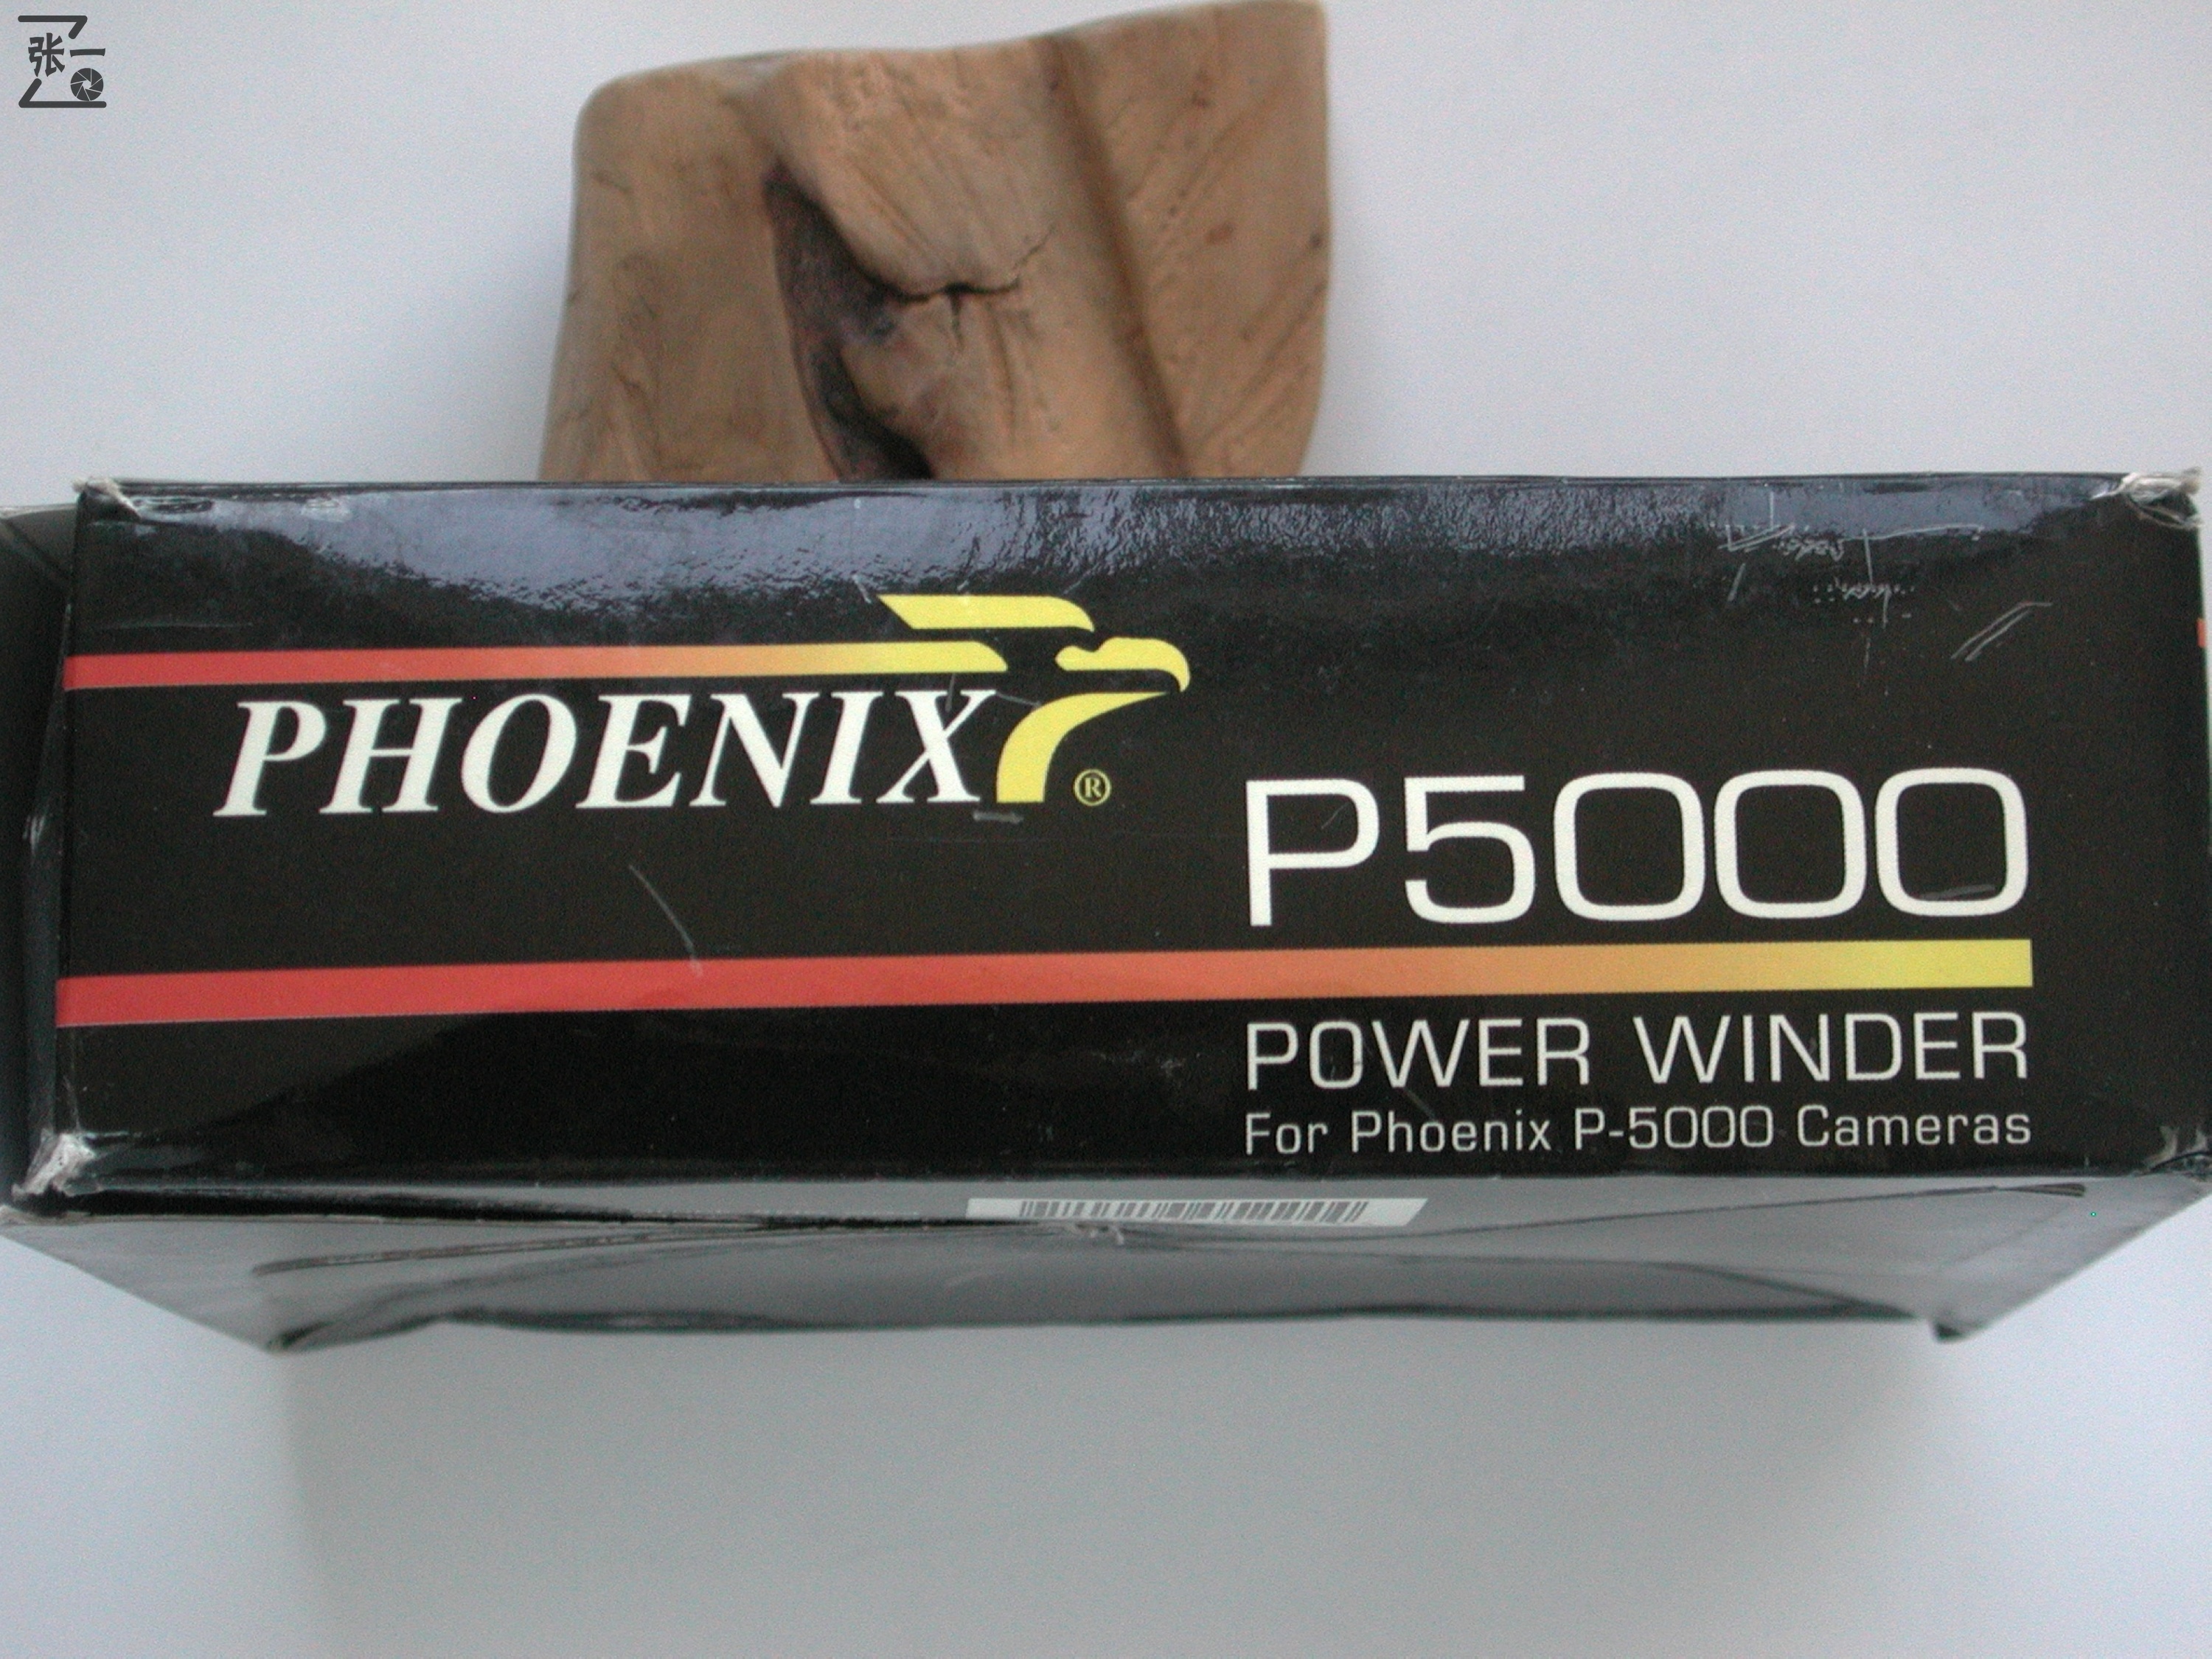 张一
PHOENIX®
P5000
POWER WINDER
For Phoenix P-5000 Cameras